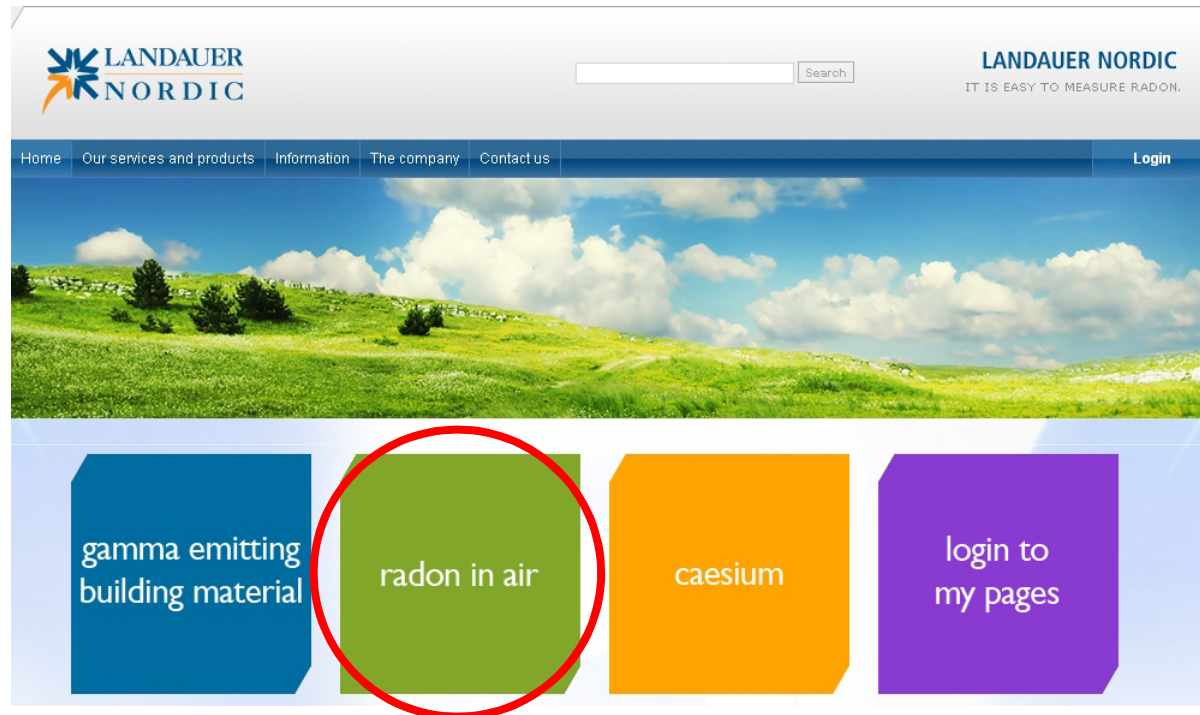 LANDAUER
NORDIC
Search
LANDAUER NORDIC
IT IS EASY TO MEASURE RADON.
Home Our services and products Information The company Contact us Login
gamma emitting
building material
radon in air
caesium
login to
my pages